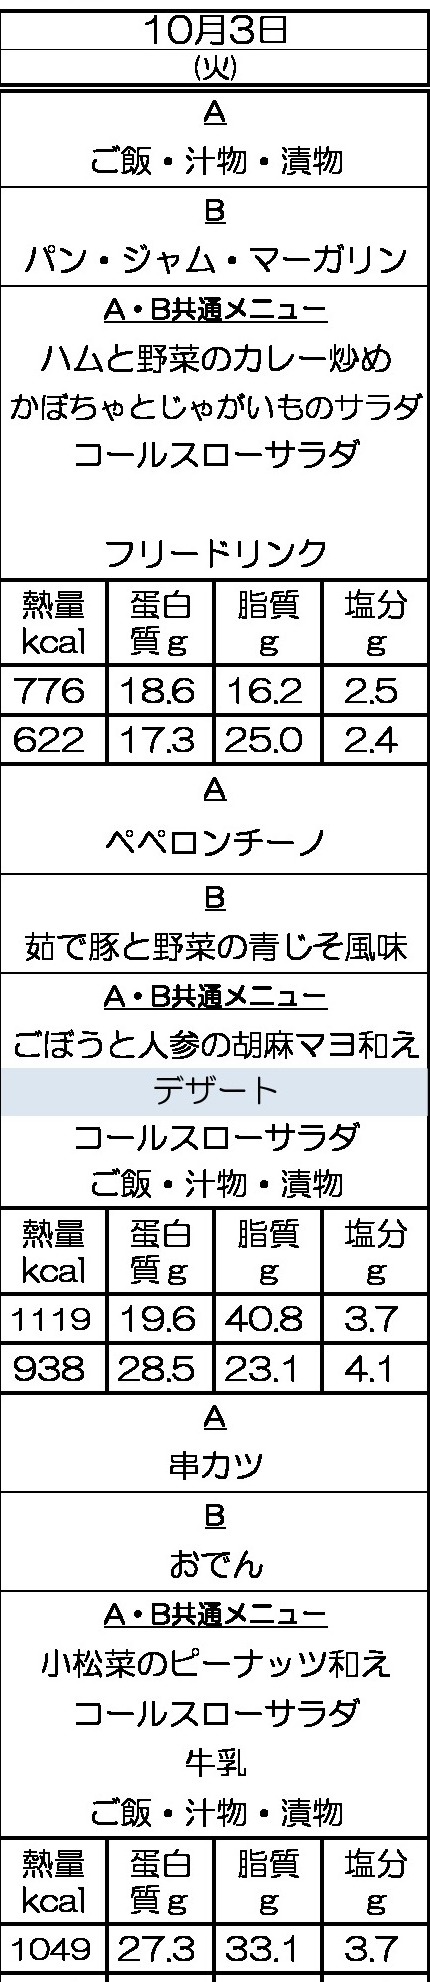 10月3日
(火)
A
ご飯・汁物・漬物
B
パン・ジャム・マーガリン
A・B共通メニュー
ハムと野菜のカレー炒め
かぼちゃとじゃがいものサラダ
コールスローサラダ
フリードリンク
熱量 蛋白 脂質 塩分
kcal 質g g g
776 18.6 16.2 2.5
622 17.3 25.0 2.4
A
ペペロンチーノ
B
茹で豚と野菜の青じそ風味
A・B共通メニュー
ごぼうと人参の胡麻マヨ和え
デザート
コールスローサラダ
ご飯・汁物・漬物
熱量 蛋白 脂質 塩分
kcal 質g g g
1119 19.6 40.8 3.7
938 28.5 23.1 4.1
A
串カツ
B
おでん
A・B共通メニュー
小松菜のピーナッツ和え
コールスローサラダ
牛乳
ご飯・汁物・漬物
熱量 蛋白 脂質 塩分
kcal 質g g g
1049 27.3 33.1 3.7